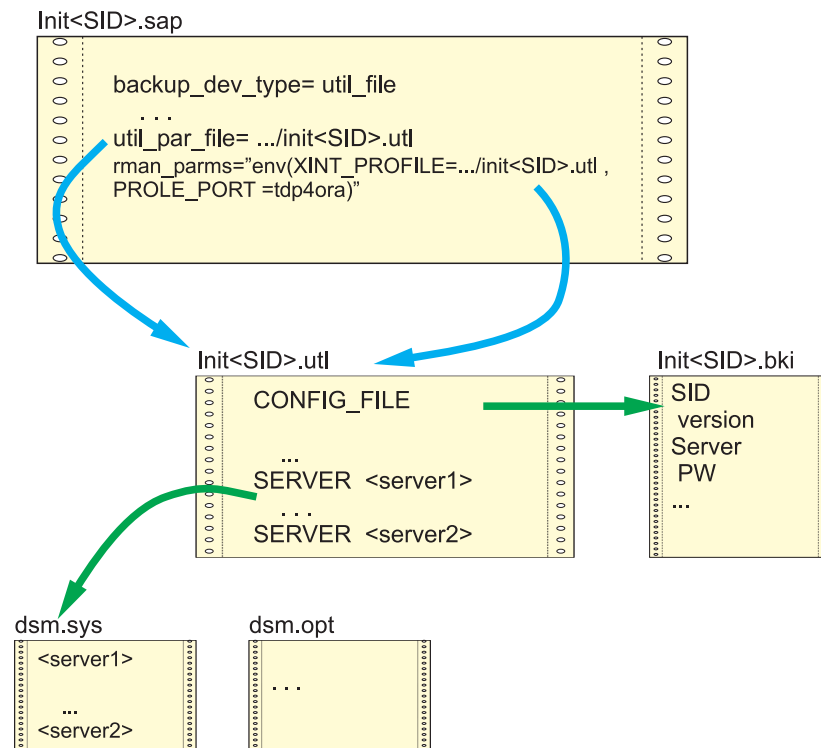 Init<SID>.sap
backup_dev_type= util_file
. . .
util_par_file= .../init<SID>.utl
rman_parms=”env(XINT_PROFILE=.../init<SID>.utl ,
PROLE_PORT =tdp4ora)”
Init<SID>.utl
CONFIG_FILE
...
SERVER <server1>
. . .
SERVER <server2>
Init<SID>.bki
SID
version
Server
PW
...
dsm.sys
<server1>
...
<server2>
dsm.opt
. . .